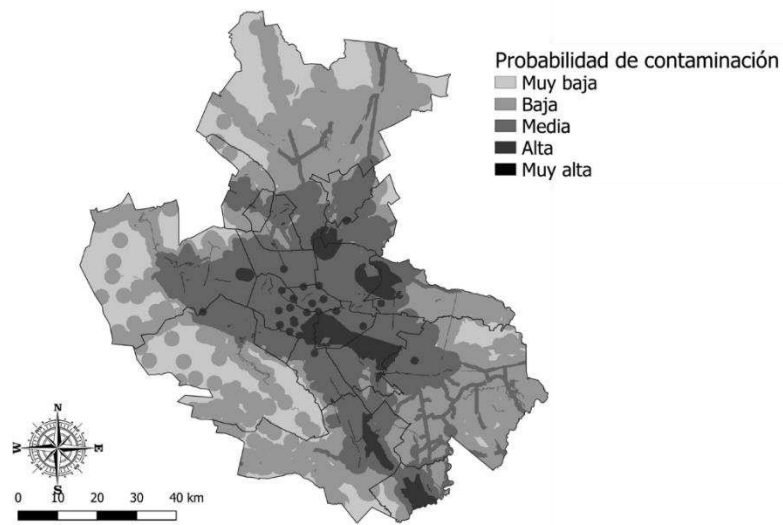 Probabilidad de contaminación
Muy baja
Baja
Media
Alta
Muy alta
N
W
E
S
0 10 20 30 40 km